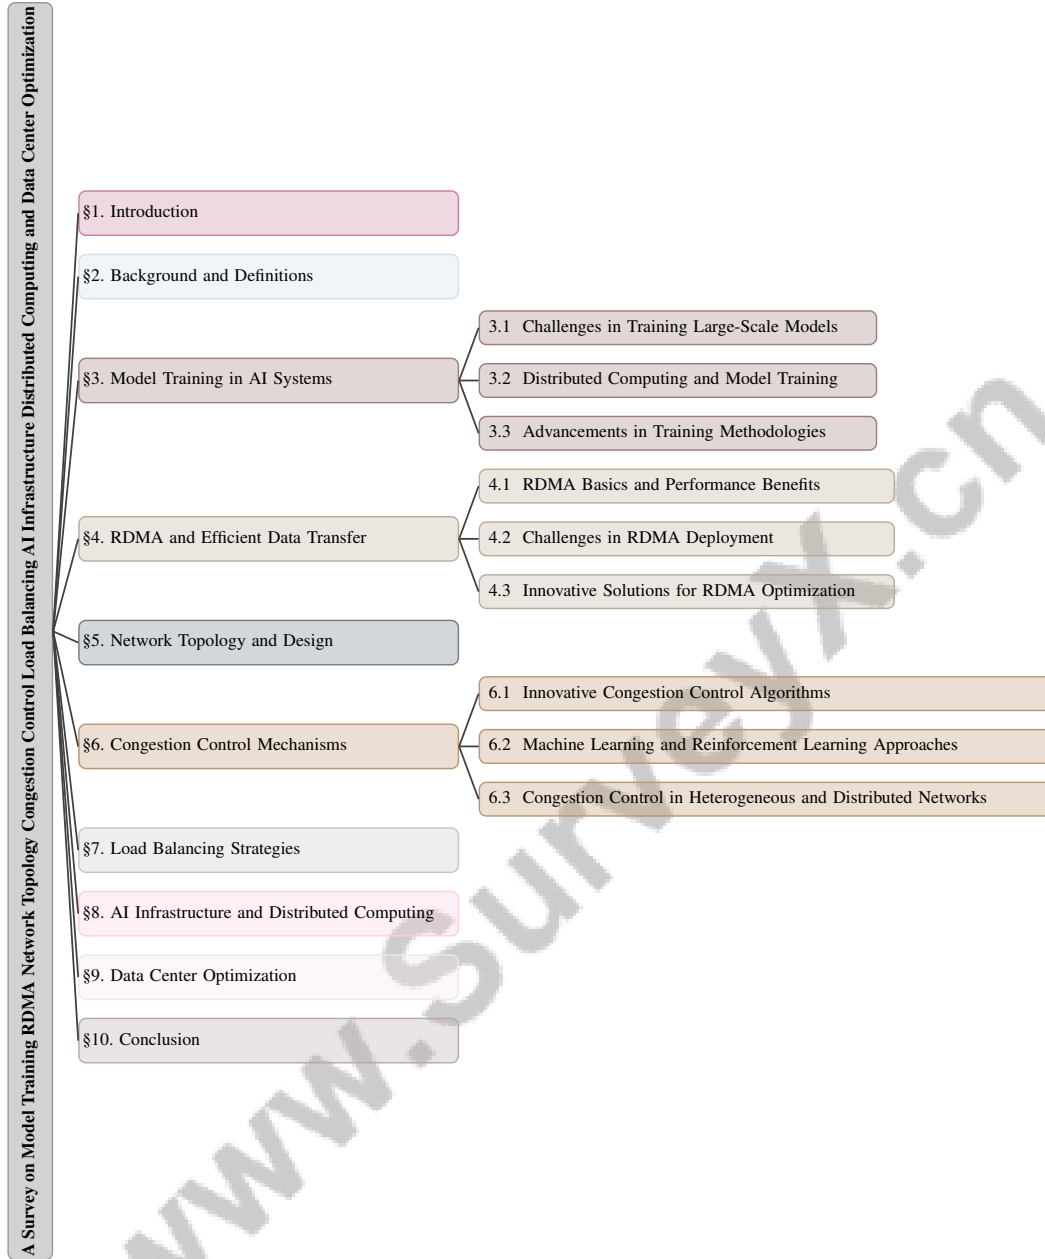 A Survey on Model Training RDMA Network Topology Congestion Control Load Balancing AI Infrastructure Distributed Computing and Data Center Optimization
§1. Introduction
§2. Background and Definitions
§3. Model Training in AI Systems
3.1 Challenges in Training Large-Scale Models
3.2 Distributed Computing and Model Training
3.3 Advancements in Training Methodologies
§4. RDMA and Efficient Data Transfer
4.1 RDMA Basics and Performance Benefits
4.2 Challenges in RDMA Deployment
4.3 Innovative Solutions for RDMA Optimization
§5. Network Topology and Design
§6. Congestion Control Mechanisms
6.1 Innovative Congestion Control Algorithms
6.2 Machine Learning and Reinforcement Learning Approaches
6.3 Congestion Control in Heterogeneous and Distributed Networks
§7. Load Balancing Strategies
§8. AI Infrastructure and Distributed Computing
§9. Data Center Optimization
§10. Conclusion
www.surveyx.cn